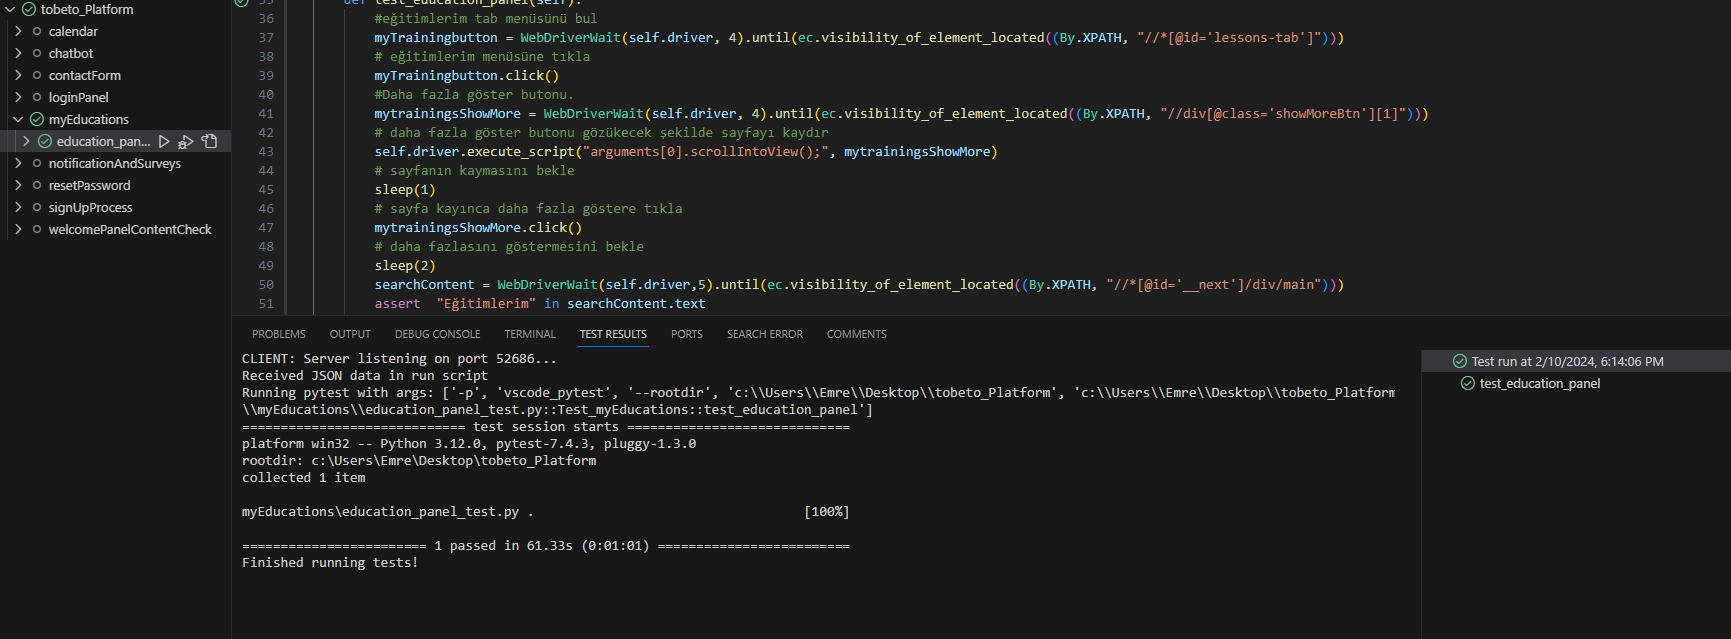 tobeto_Platform
calendar
chatbot
contactForm
loginPanel
myEducations
education_pan...
notificationAndSurveys
resetPassword
signUpProcess
welcomePanelContentCheck
35 def test_education_panel(self):
36 #eğitimlerim tab menüsünü bul
37 myTrainingbutton = WebDriverWait(self.driver, 4).until(ec.visibility_of_element_located((By.XPATH, "//*[@id='lessons-tab']")))
38 # eğitimlerim menüsüne tıkla
39 myTrainingbutton.click()
40 #Daha fazla göster butonu.
41 mytrainingsShowMore = WebDriverWait(self.driver, 4).until(ec.visibility_of_element_located((By.XPATH, "//div[@class='showMoreBtn'][1]")))
42 # daha fazla göster butonu gözükecek şekilde sayfayı kaydır
43 self.driver.execute_script("arguments[0].scrollIntoView();", mytrainingsShowMore)
44 # sayfanın kaymasını bekle
45 sleep(1)
46 # sayfa kayınca daha fazla göstere tıkla
47 mytrainingsShowMore.click()
48 # daha fazlasını göstermesini bekle
49 sleep(2)
50 searchContent = WebDriverWait(self.driver,5).until(ec.visibility_of_element_located((By.XPATH, "//*[@id='__next']/div/main")))
51 assert  "Eğitimlerim" in searchContent.text
PROBLEMS OUTPUT DEBUG CONSOLE TERMINAL TEST RESULTS PORTS SEARCH ERROR COMMENTS
CLIENT: Server listening on port 52686...
Received JSON data in run script
Running pytest with args: ['-p', 'vscode_pytest', '--rootdir', 'c:\\Users\\Emre\\Desktop\\tobeto_Platform', 'c:\\Users\\Emre\\Desktop\\tobeto_Platform
\\myEducations\\education_panel_test.py::Test_myEducations::test_education_panel']
============================= test session starts =============================
platform win32 -- Python 3.12.0, pytest-7.4.3, pluggy-1.3.0
rootdir: c:\Users\Emre\Desktop\tobeto_Platform
collected 1 item
myEducations\education_panel_test.py . [100%]
======================== 1 passed in 61.33s (0:01:01) =========================
Finished running tests!
Test run at 2/10/2024, 6:14:06 PM
test_education_panel